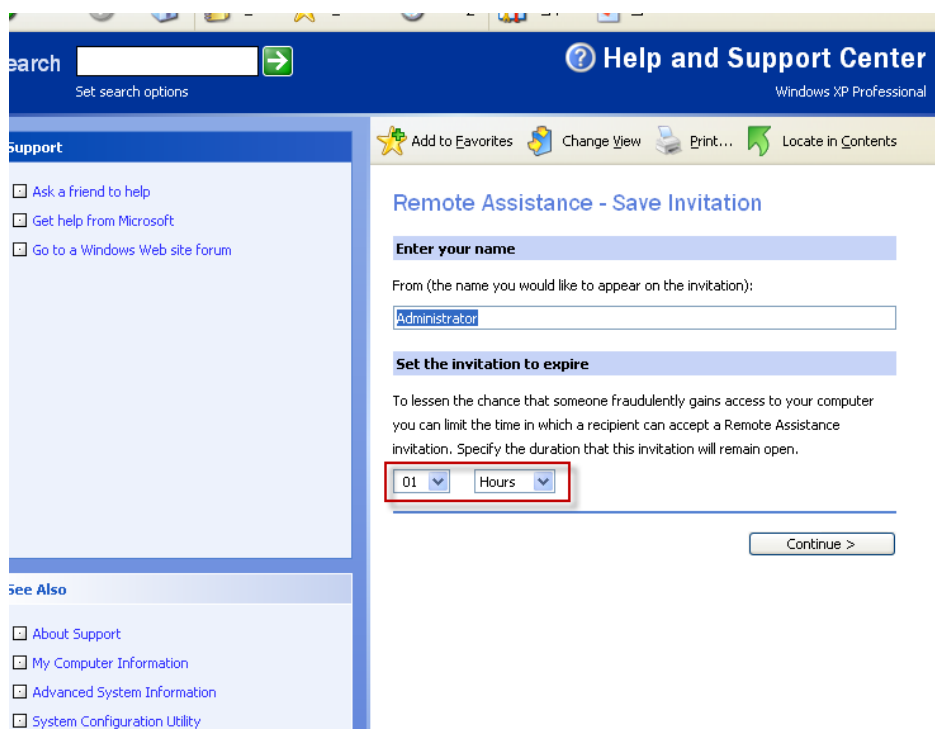 earch
Set search options
Help and Support Center
Windows XP Professional
Support
Ask a friend to help
Get help from Microsoft
Go to a Windows Web site forum
See Also
About Support
My Computer Information
Advanced System Information
System Configuration Utility
Add to Favorites Change View Print... Locate in Contents
Remote Assistance - Save Invitation
Enter your name
From (the name you would like to appear on the invitation):
Administrator
Set the invitation to expire
To lessen the chance that someone fraudulently gains access to your computer
you can limit the time in which a recipient can accept a Remote Assistance
invitation. Specify the duration that this invitation will remain open.
01 Hours
Continue >